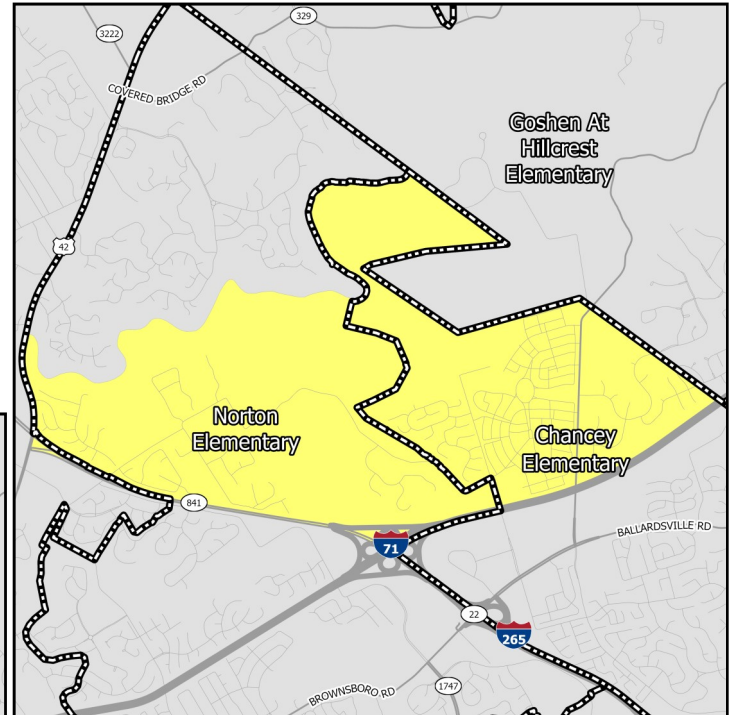 329
3222
COVERED BRIDGE RD
Goshen At
Hillcrest
Elementary
42
Norton
Elementary
Chancey
Elementary
841
71
BALLARDSVILLE RD
22
265
BROWNSBORO RD
1747